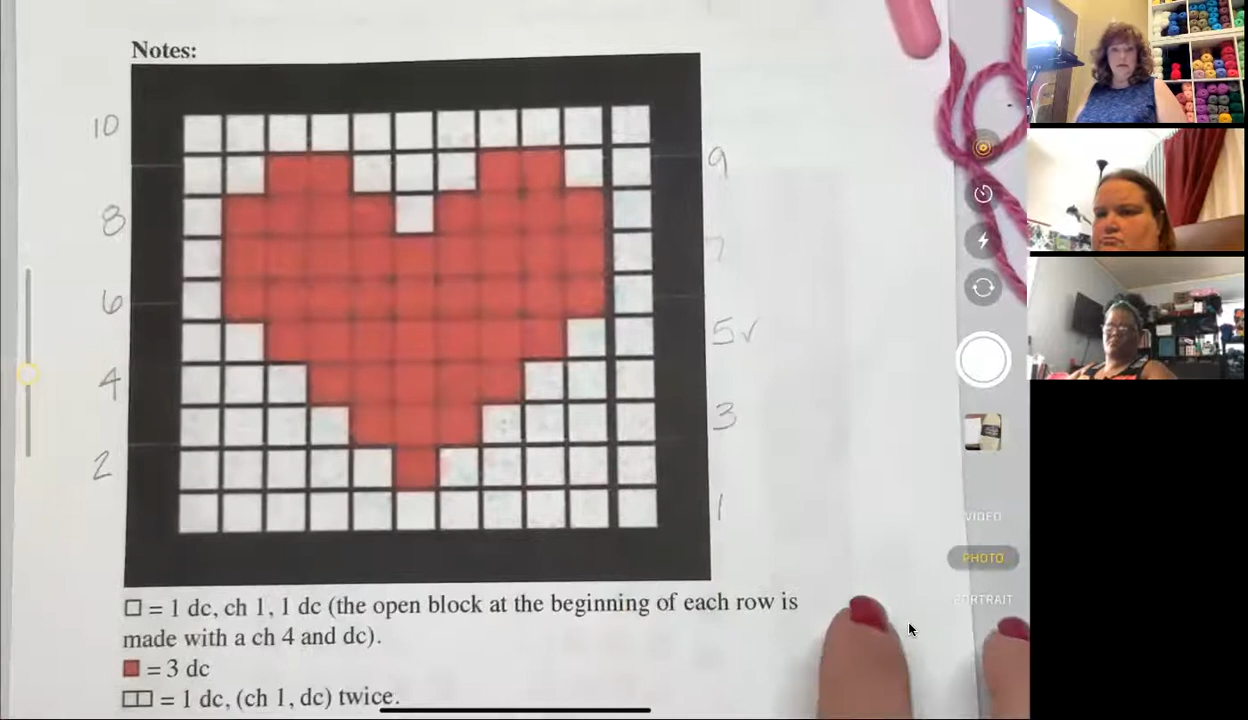 Notes:
10
9
8
7
6
5✓
4
3
2
1
□ = 1 dc, ch 1, 1 dc (the open block at the beginning of each row is
made with a ch 4 and dc).
■ = 3 dc
□□ = 1 dc, (ch 1, dc) twice.
VIDEO
PHOTO
PORTRAIT